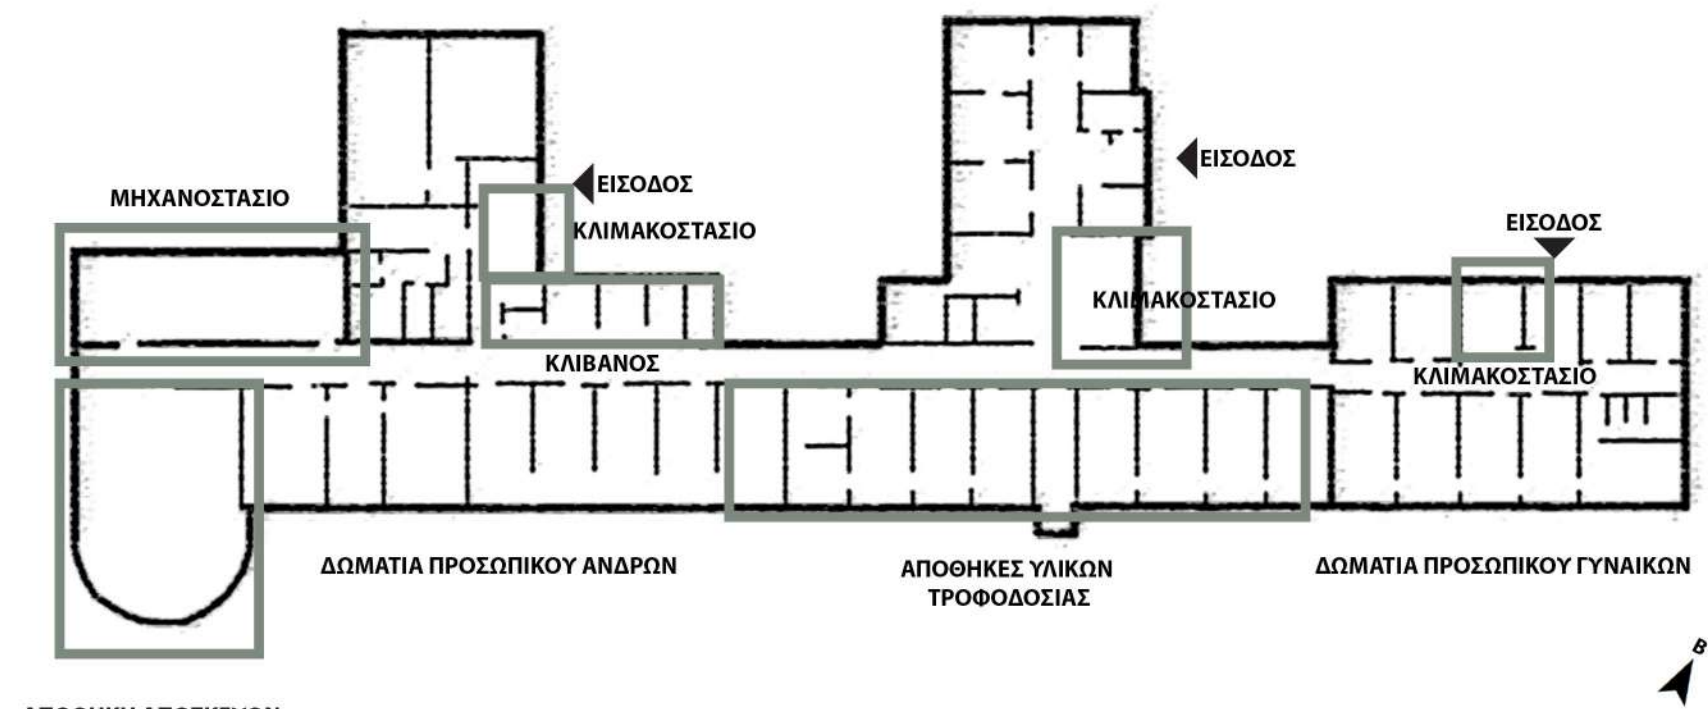 ΕΙΣΟΔΟΣ
ΕΙΣΟΔΟΣ
ΜΗΧΑΝΟΣΤΑΣΙΟ
ΚΛΙΜΑΚΟΣΤΑΣΙΟ
ΕΙΣΟΔΟΣ
ΚΛΙΜΑΚΟΣΤΑΣΙΟ
ΚΛΙΒΑΝΟΣ
ΚΛΙΜΑΚΟΣΤΑΣΙΟ
ΔΩΜΑΤΙΑ ΠΡΟΣΩΠΙΚΟΥ ΑΝΔΡΩΝ
ΑΠΟΘΗΚΕΣ ΥΛΙΚΩΝ
ΤΡΟΦΟΔΟΣΙΑΣ
ΔΩΜΑΤΙΑ ΠΡΟΣΩΠΙΚΟΥ ΓΥΝΑΙΚΩΝ
Β